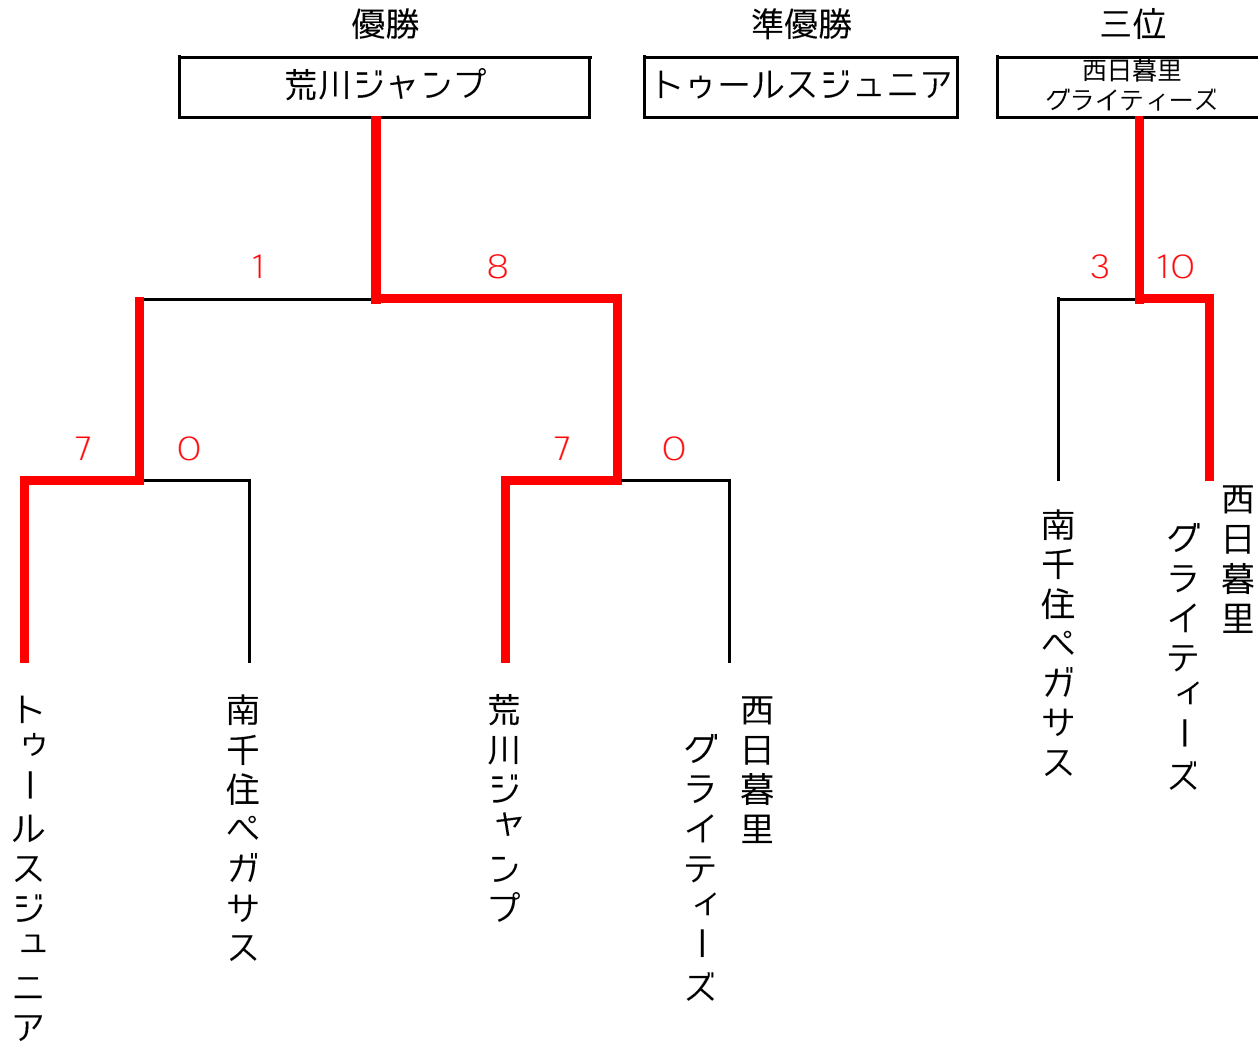 優勝
準優勝
三位
荒川ジャンプ
トゥールスジュニア
西日暮里
グライティーズ
1
8
3
10
7
0
7
0
南千住ペガサス
西日暮里
グライティーズ
トゥールスジュニア
南千住ペガサス
荒川ジャンプ
西日暮里
グライティーズ